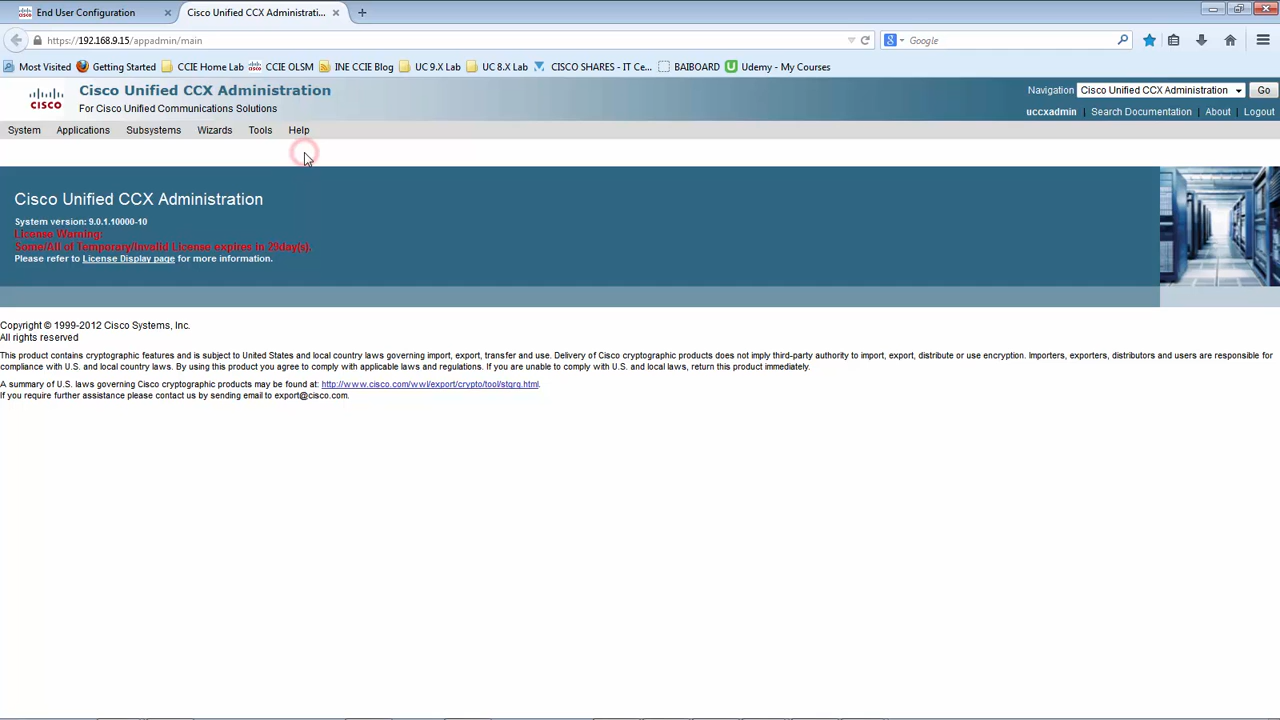 End User Configuration
Cisco Unified CCX Administrati...
https://192.168.9.15/appadmin/main
Google
Most Visited
Getting Started
CCIE Home Lab
CCIE OLSM
INE CCIE Blog
UC 9.X Lab
UC 8.X Lab
CISCO SHARES - IT Ce...
BAIBOARD
Udemy - My Courses
CISCO
Cisco Unified CCX Administration
For Cisco Unified Communications Solutions
Navigation Cisco Unified CCX Administration Go
uccxadmin | Search Documentation | About | Logout
System Applications Subsystems Wizards Tools Help
Cisco Unified CCX Administration
System version: 9.0.1.10000-10
License Warning:
Some/All of Temporary/Invalid License expires in 29day(s).
Please refer to License Display page for more information.
Copyright © 1999-2012 Cisco Systems, Inc.
All rights reserved
This product contains cryptographic features and is subject to United States and local country laws governing import, export, transfer and use. Delivery of Cisco cryptographic products does not imply third-party authority to import, export, distribute or use encryption. Importers, exporters, distributors and users are responsible for
compliance with U.S. and local country laws. By using this product you agree to comply with applicable laws and regulations. If you are unable to comply with U.S. and local laws, return this product immediately.
A summary of U.S. laws governing Cisco cryptographic products may be found at: http://www.cisco.com/wwl/export/crypto/tool/stqrg.html.
If you require further assistance please contact us by sending email to export@cisco.com.